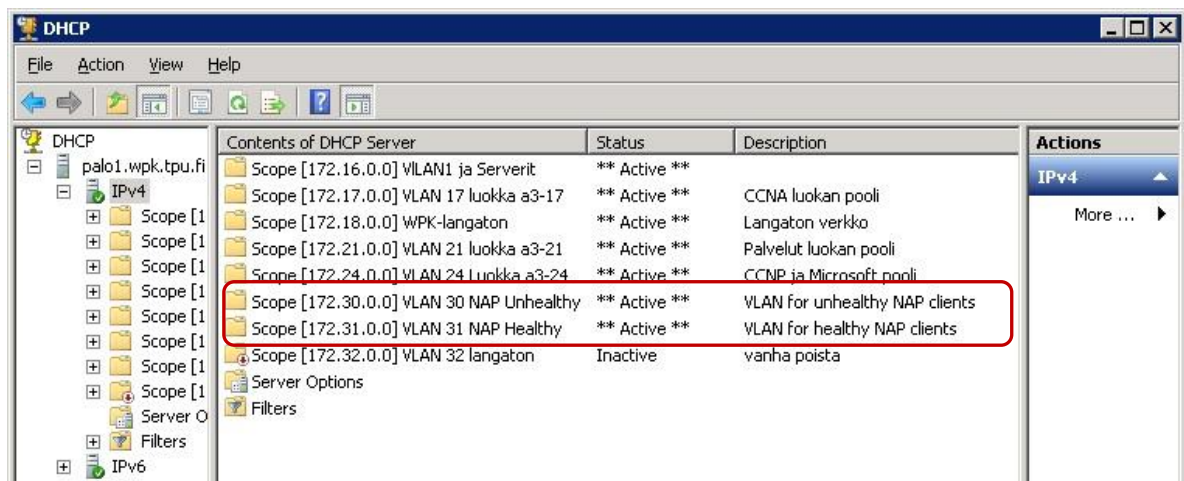 DHCP
File Action View Help
DHCP
palo1.wpk.tpu.fi
IPv4
Scope [1
Scope [1
Scope [1
Scope [1
Scope [1
Scope [1
Scope [1
Scope [1
Server O
Filters
IPv6
Contents of DHCP Server Status Description
Scope [172.16.0.0] VlLAN1 ja Serverit ** Active **
Scope [172.17.0.0] VLAN 17 luokka a3-17 ** Active ** CCNA luokan pooli
Scope [172.18.0.0] WPK-langaton ** Active ** Langaton verkko
Scope [172.21.0.0] VLAN 21 luokka a3-21 ** Active ** Palvelut luokan pooli
Scope [172.24.0.0] VLAN 24 Luokka a3-24 ** Active ** CCNP ja Microsoft pooli
Scope [172.30.0.0] VLAN 30 NAP Unhealthy ** Active ** VLAN for unhealthy NAP clients
Scope [172.31.0.0] VLAN 31 NAP Healthy ** Active ** VLAN for healthy NAP clients
Scope [172.32.0.0] VLAN 32 langaton Inactive vanha poista
Server Options
Filters
Actions
IPv4
More ...